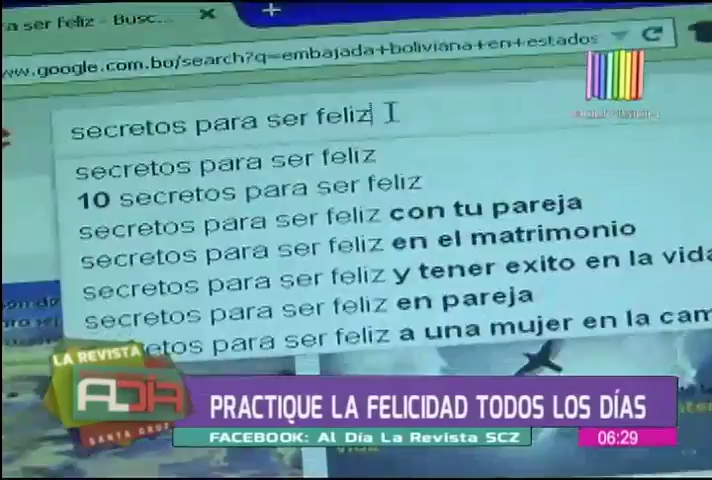 ra ser feliz - Busc...
ww.google.com.bo/search?q=embajada+boliviana+en+estados
secretos para ser feliz
secretos para ser feliz
10 secretos para ser feliz
secretos para ser feliz con tu pareja
secretos para ser feliz en el matrimonio
secretos para ser feliz y tener exito en la vida
secretos para ser feliz en pareja
etos para ser feliz a una mujer en la cam
LA REVISTA
ALDÍA
SANTA CRUZ
PRACTIQUE LA FELICIDAD TODOS LOS DÍAS
FACEBOOK: Al Día La Revista SCZ
06:29